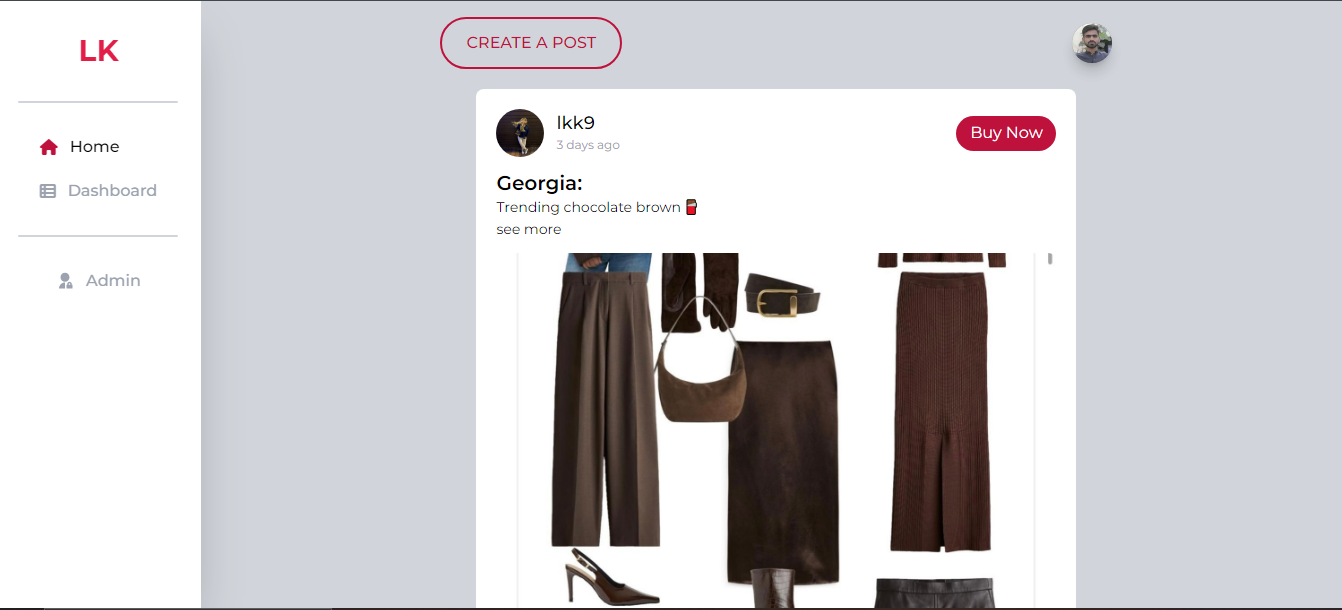 LK
Home
Dashboard
Admin
CREATE A POST
lkk9
3 days ago
Buy Now
Georgia:
Trending chocolate brown 🍫
see more